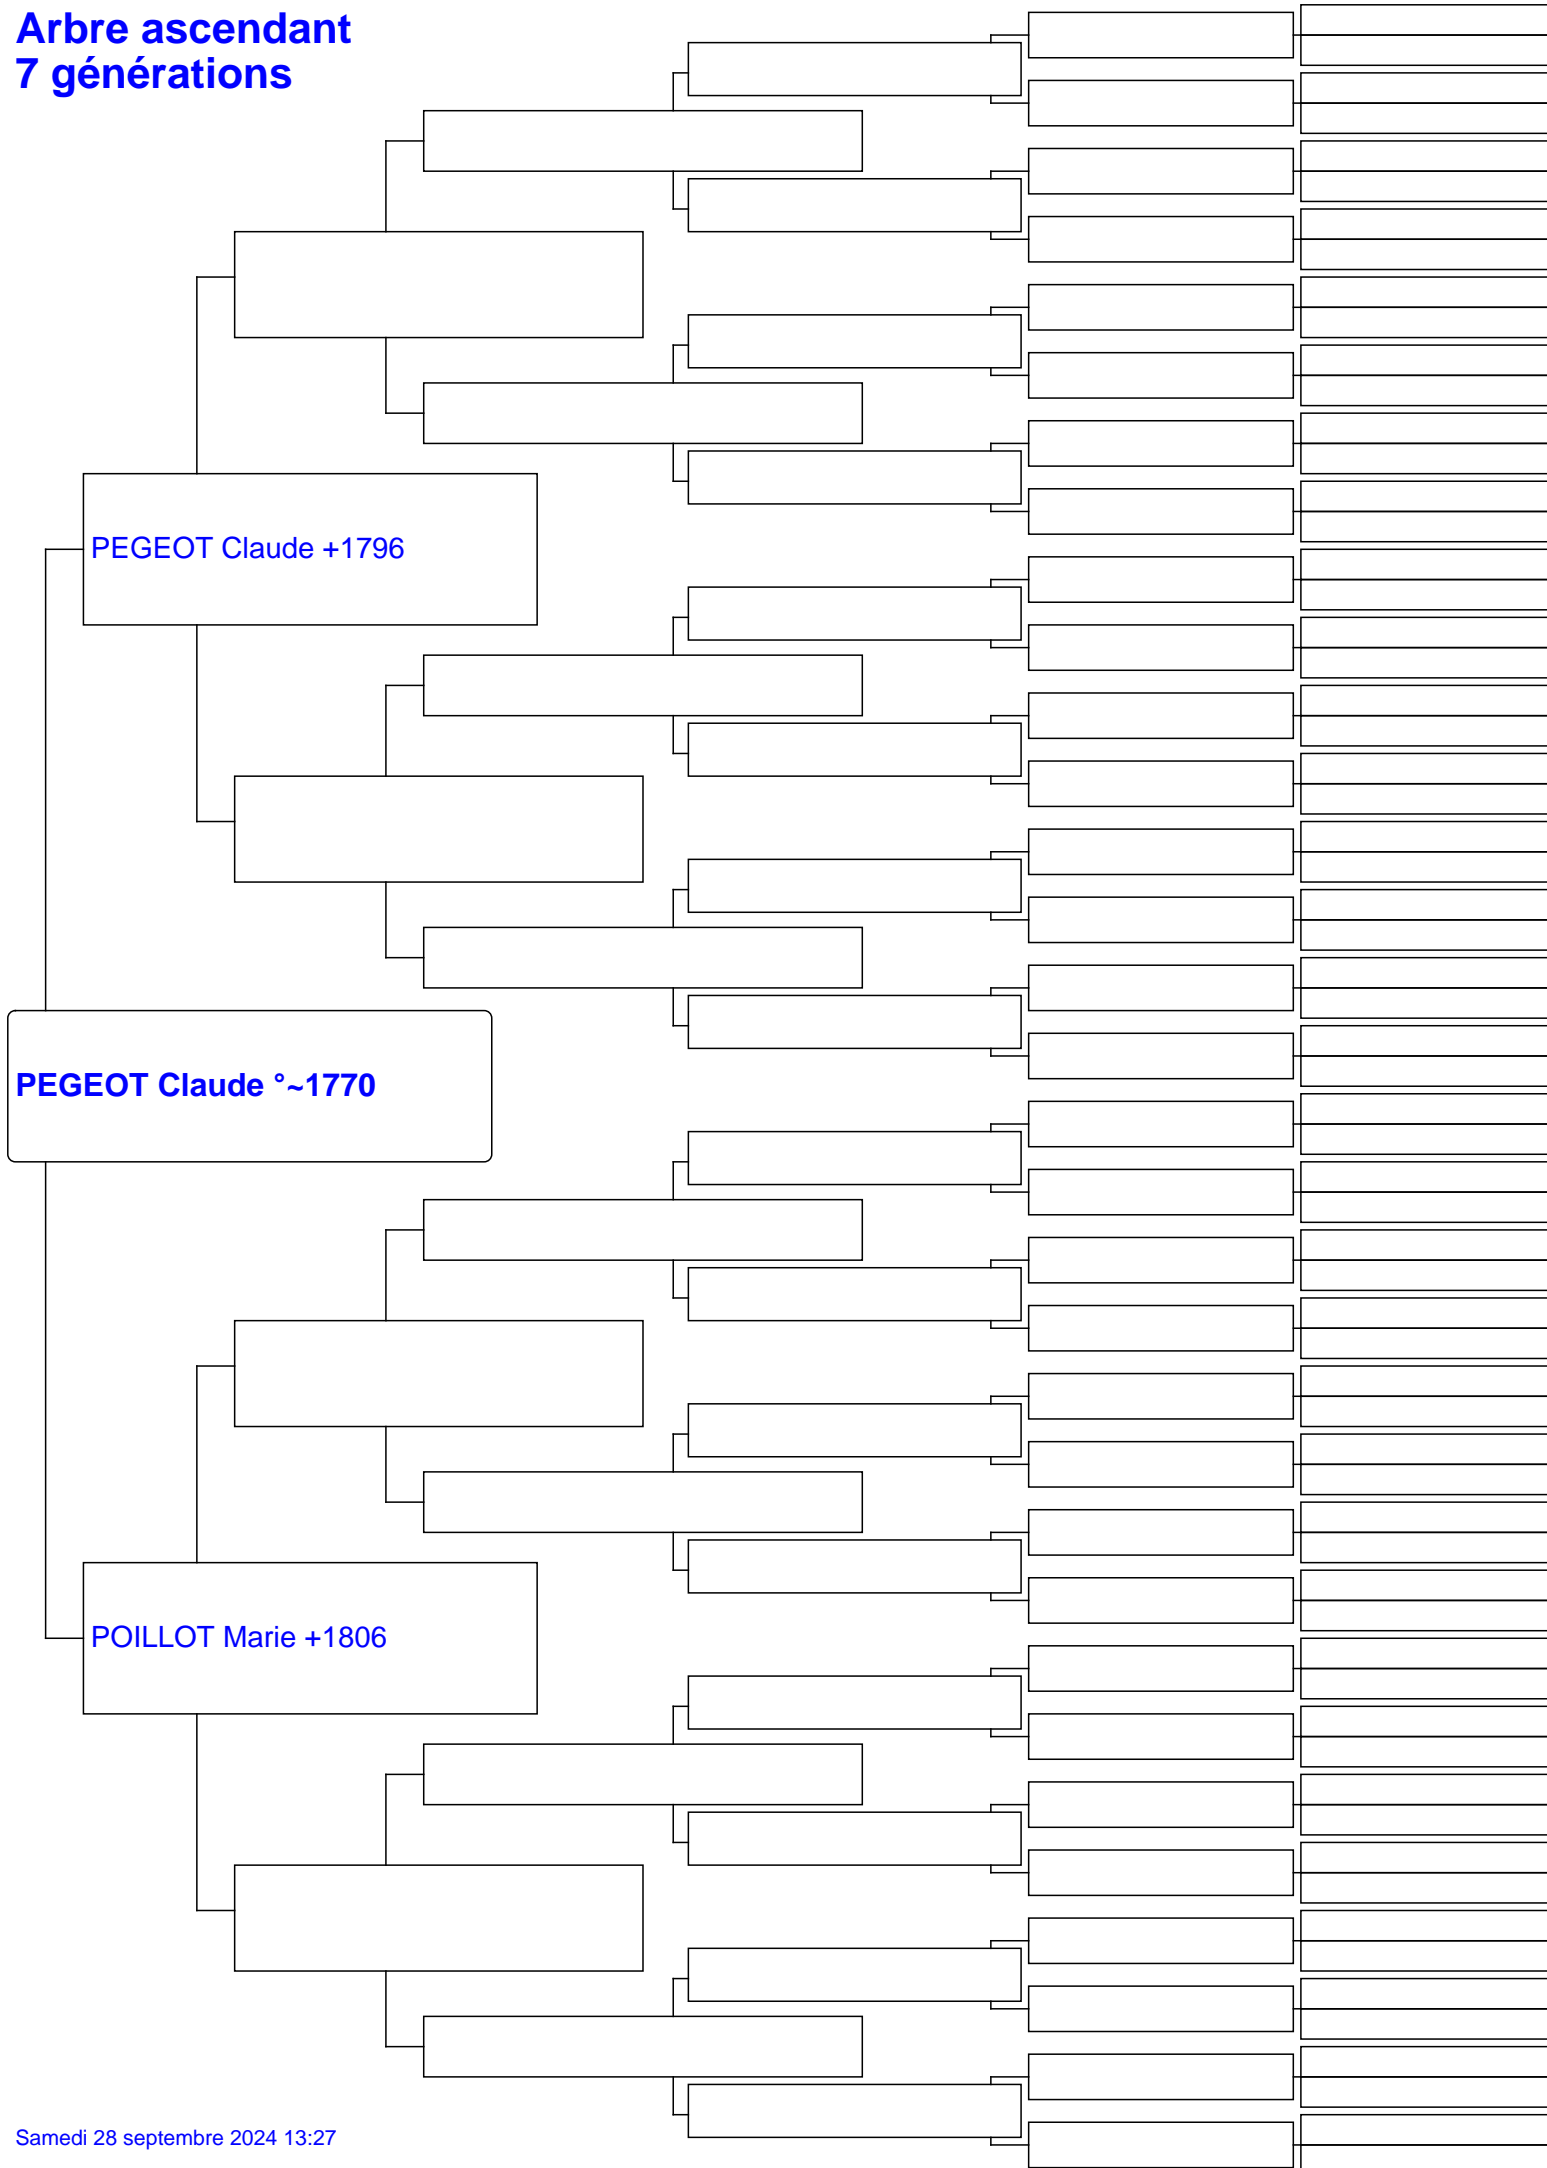 Arbre ascendant
7 générations
PEGEOT Claude +1796
PEGEOT Claude °~1770
POILLOT Marie +1806
Samedi 28 septembre 2024 13:27